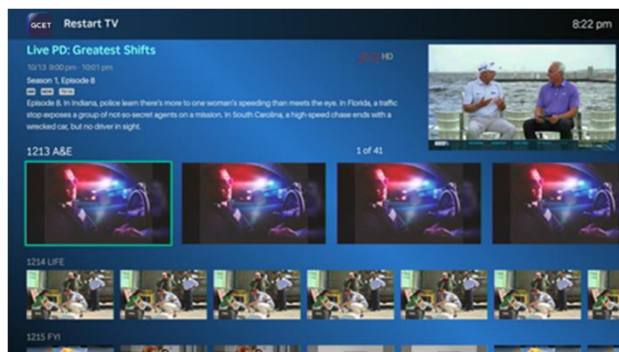 GCET Restart TV
8:22 pm
Live PD: Greatest Shifts
10/13 9:00 pm - 10:01 pm
HD
Season 1, Episode 8
Episode 8. In Indiana, police learn there's more to one woman's speeding than meets the eye. In Florida, a traffic
stop exposes a group of not-so-secret agents on a mission. In South Carolina, a high-speed chase ends with a
wrecked car, but no driver in sight.
1213 A&E
1 of 41
1214 LIFE
1215 FYI